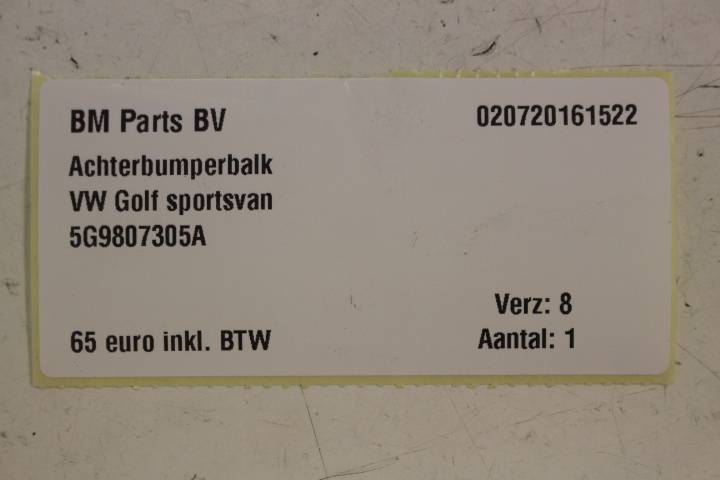 BM Parts BV 020720161522
Achterbumperbalk
VW Golf sportsvan
5G9807305A
Verz: 8
65 euro inkl. BTW Aantal: 1